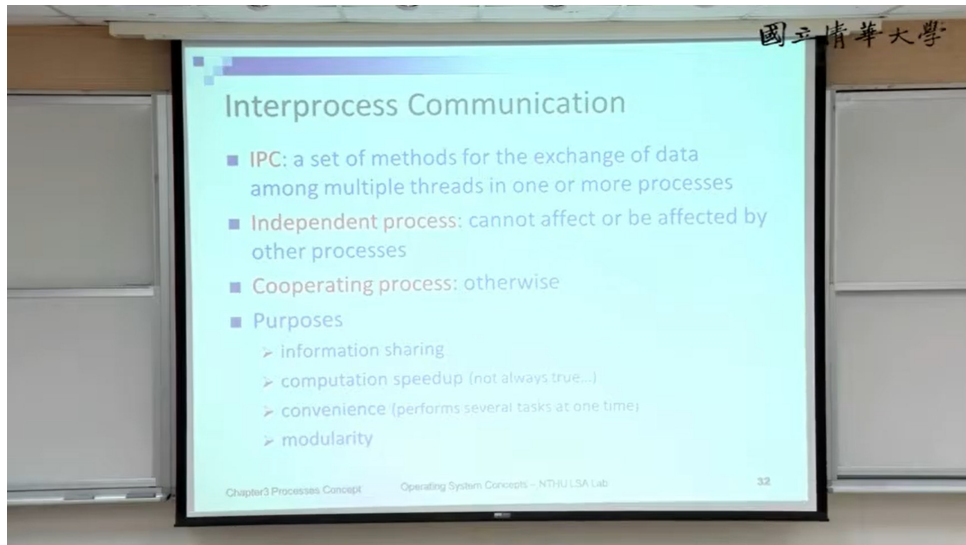 國立清華大學
Interprocess Communication
■ IPC: a set of methods for the exchange of data
among multiple threads in one or more processes
■ Independent process: cannot affect or be affected by
other processes
■ Cooperating process: otherwise
■ Purposes
➢ information sharing
➢ computation speedup (not always true...)
➢ convenience (performs several tasks at one time)
➢ modularity
Chapter3 Processes Concept Operating System Concepts – NTHU LSA Lab 32